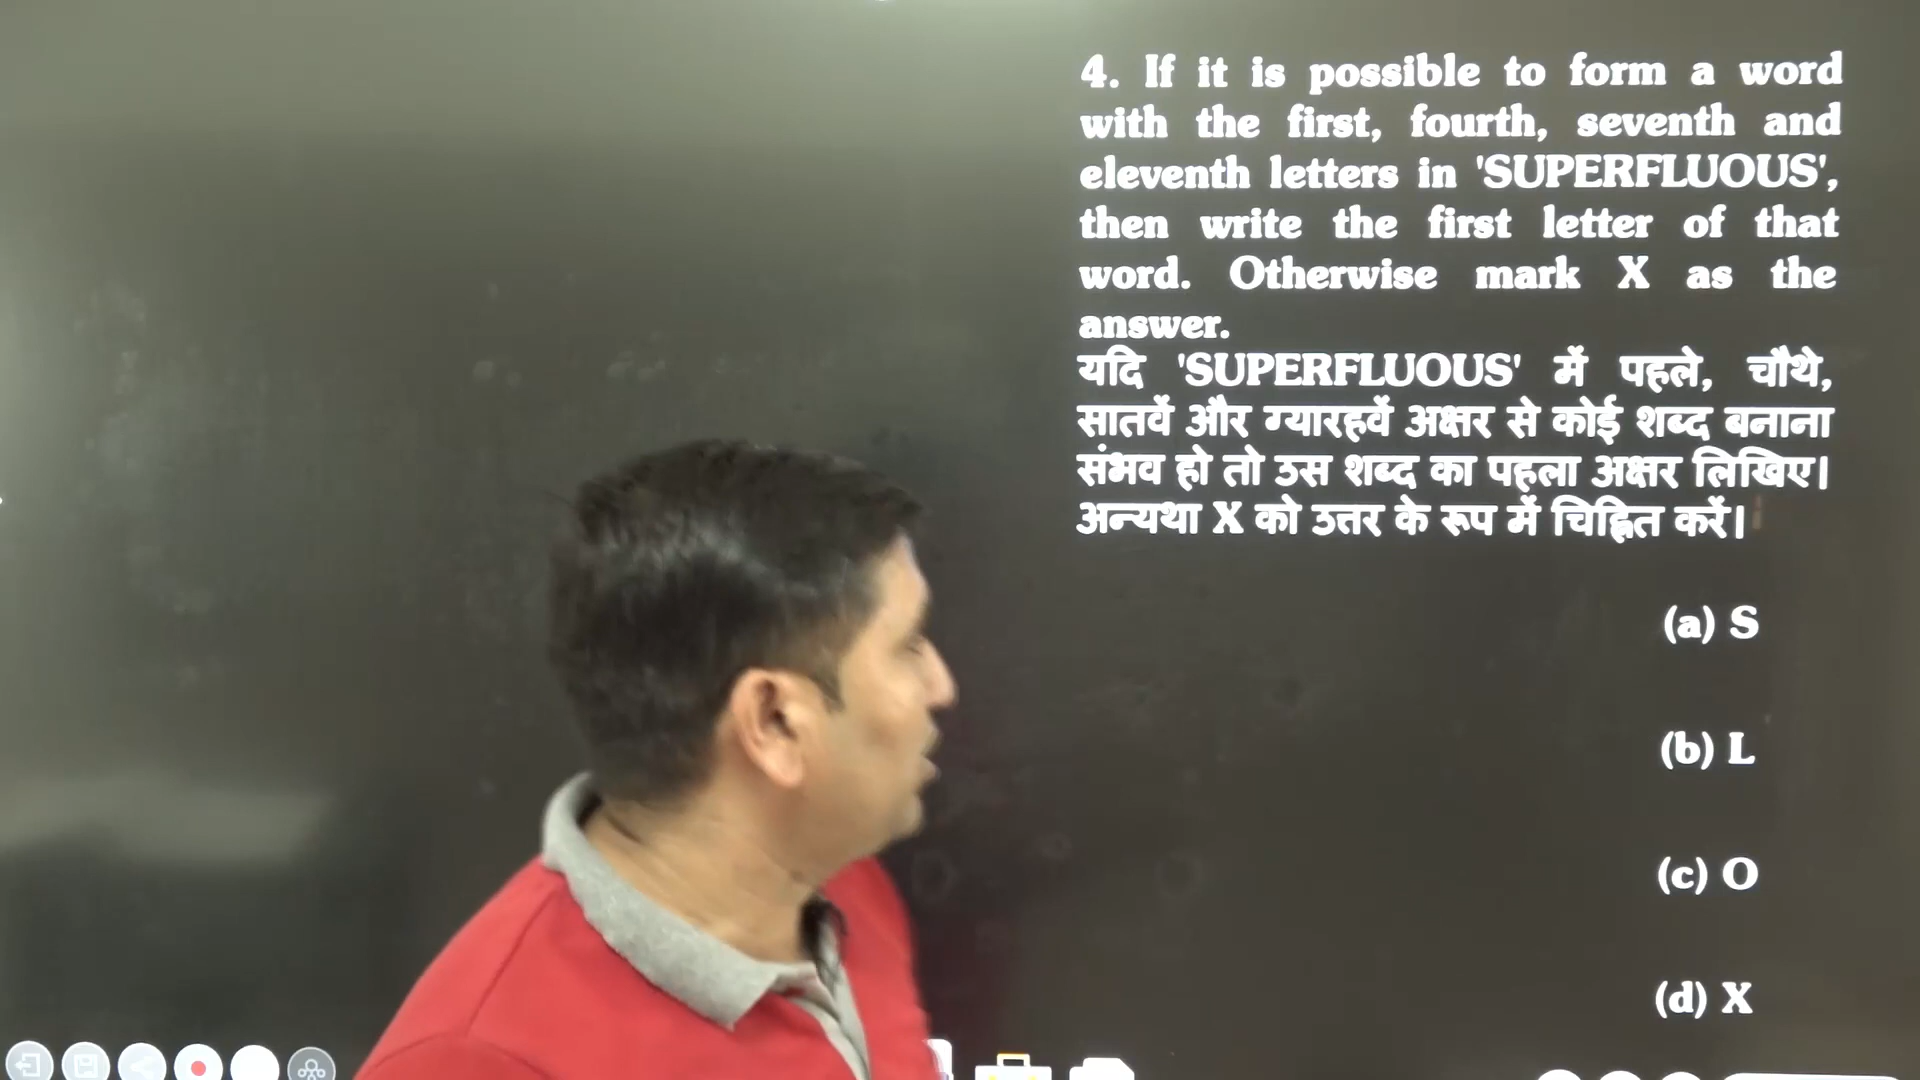 4. If it is possible to form a word
with the first, fourth, seventh and
eleventh letters in 'SUPERFLUOUS',
then write the first letter of that
word. Otherwise mark X as the
answer.
यदि 'SUPERFLUOUS' में पहले, चौथे,
सातवें और ग्यारहवें अक्षर से कोई शब्द बनाना
संभव हो तो उस शब्द का पहला अक्षर लिखिए।
अन्यथा X को उत्तर के रूप में चिह्नित करें।
(a) S
(b) L
(c) O
(d) X